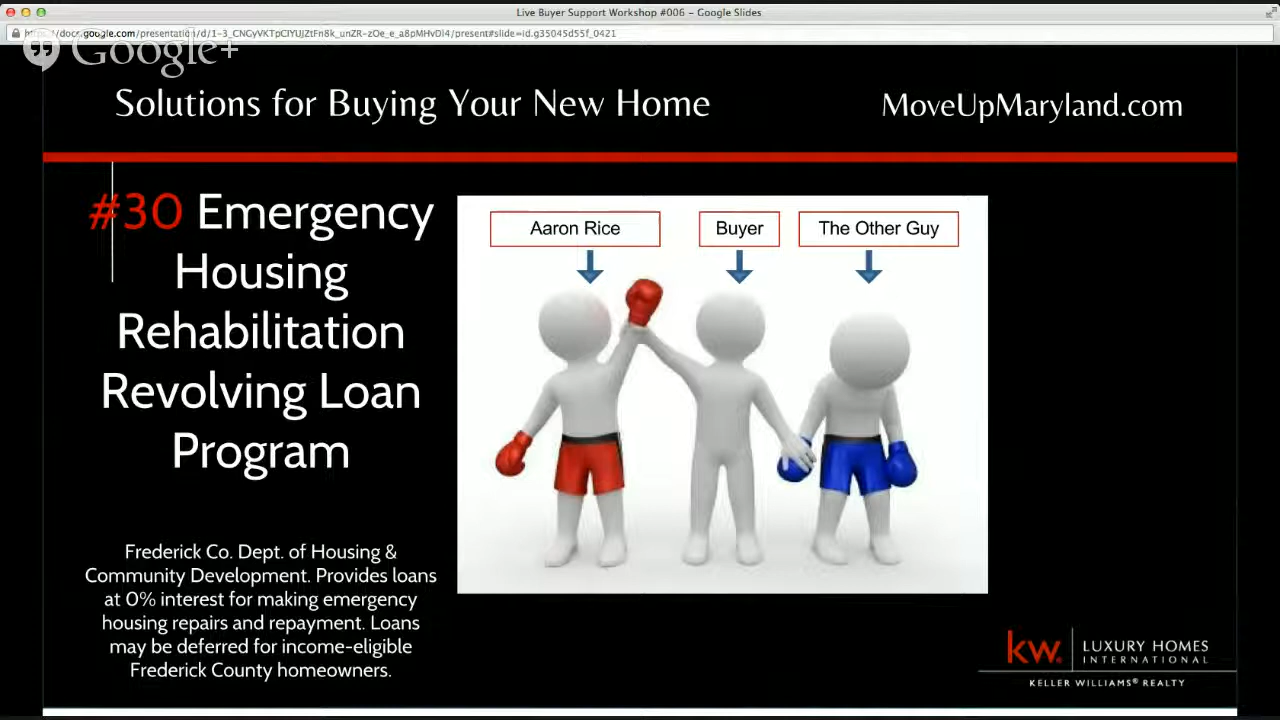 Live Buyer Support Workshop #006 – Google Slides
Google+
Solutions for Buying Your New Home
MoveUpMaryland.com
#30 Emergency
Housing
Rehabilitation
Revolving Loan
Program
Aaron Rice
Buyer
The Other Guy
Frederick Co. Dept. of Housing &
Community Development. Provides loans
at 0% interest for making emergency
housing repairs and repayment. Loans
may be deferred for income-eligible
Frederick County homeowners.
kw. LUXURY HOMES
INTERNATIONAL
KELLER WILLIAMS® REALTY